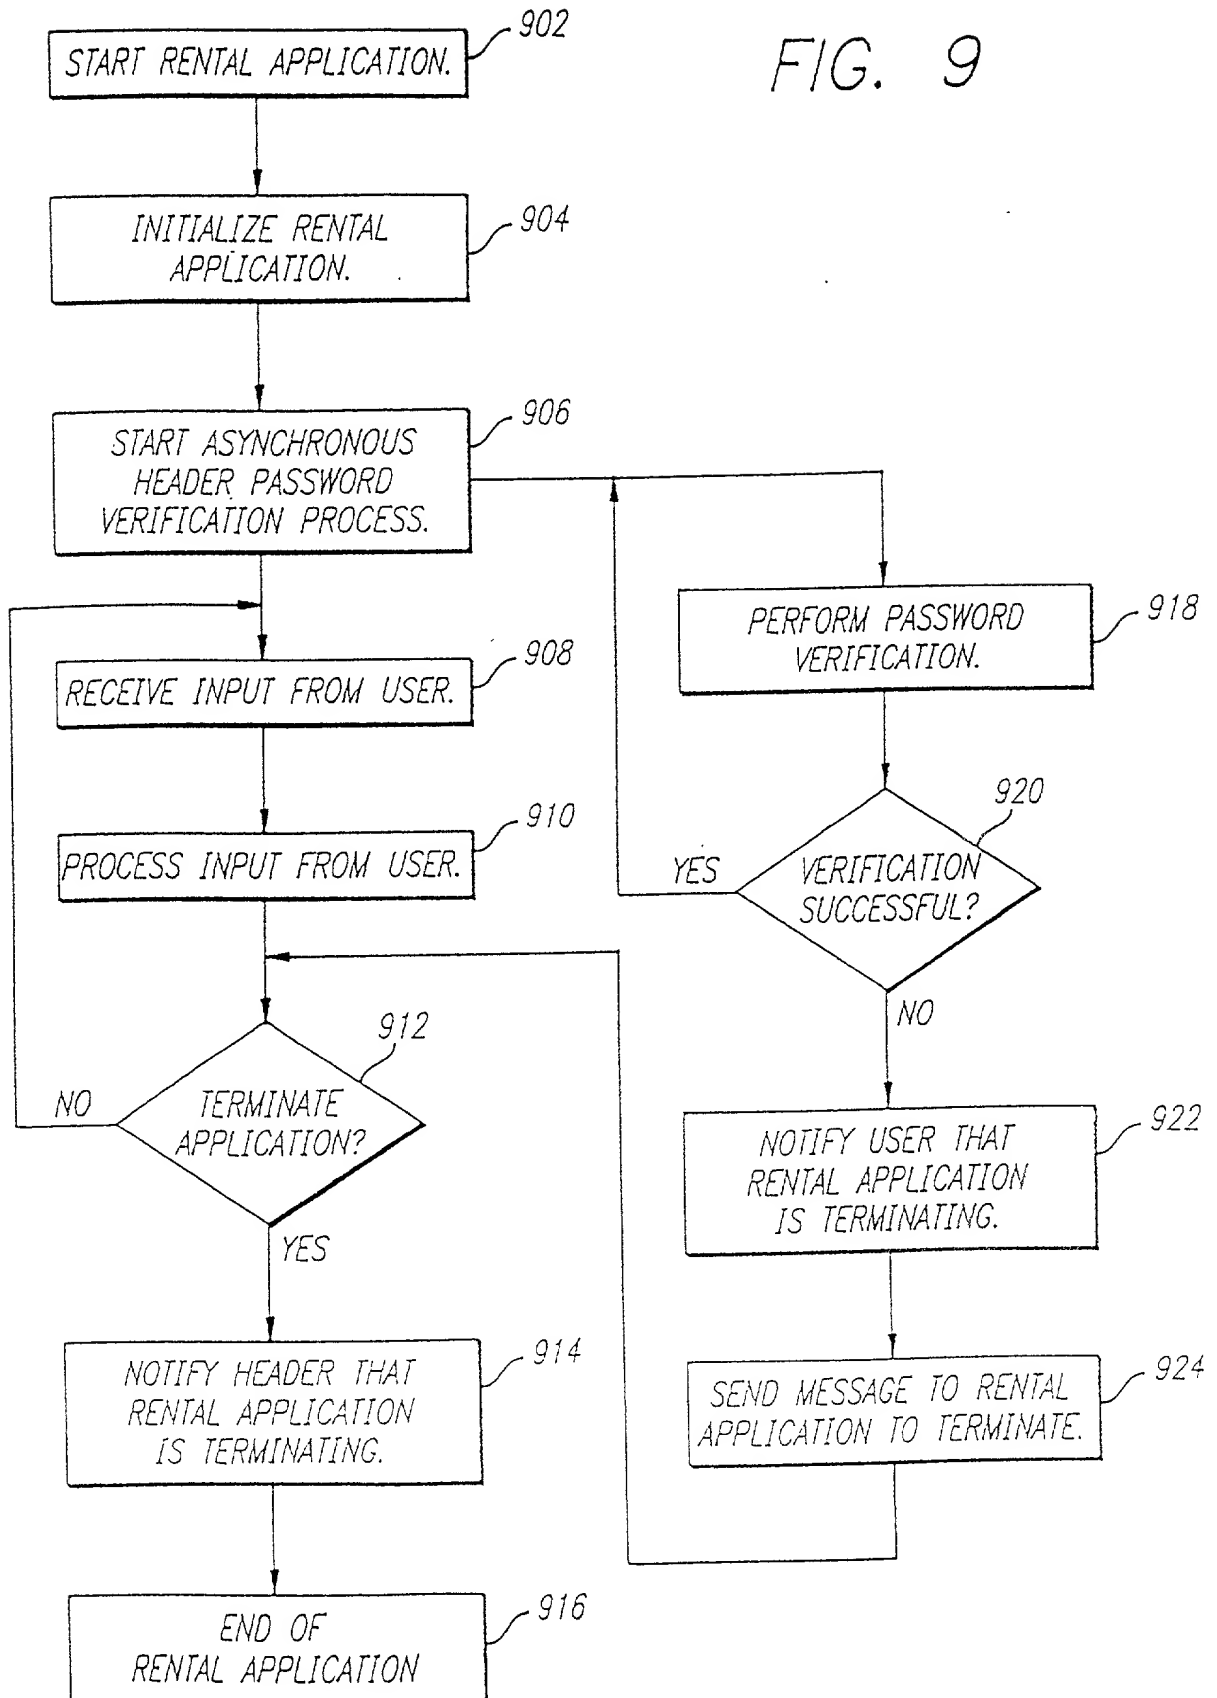 902
START RENTAL APPLICATION.
FIG. 9
904
INITIALIZE RENTAL
APPLICATION.
906
START ASYNCHRONOUS
HEADER PASSWORD
VERIFICATION PROCESS.
908
RECEIVE INPUT FROM USER.
910
PROCESS INPUT FROM USER.
912
TERMINATE
APPLICATION?
NO
YES
914
NOTIFY HEADER THAT
RENTAL APPLICATION
IS TERMINATING.
916
END OF
RENTAL APPLICATION
918
PERFORM PASSWORD
VERIFICATION.
920
VERIFICATION
SUCCESSFUL?
YES
NO
922
NOTIFY USER THAT
RENTAL APPLICATION
IS TERMINATING.
924
SEND MESSAGE TO RENTAL
APPLICATION TO TERMINATE.